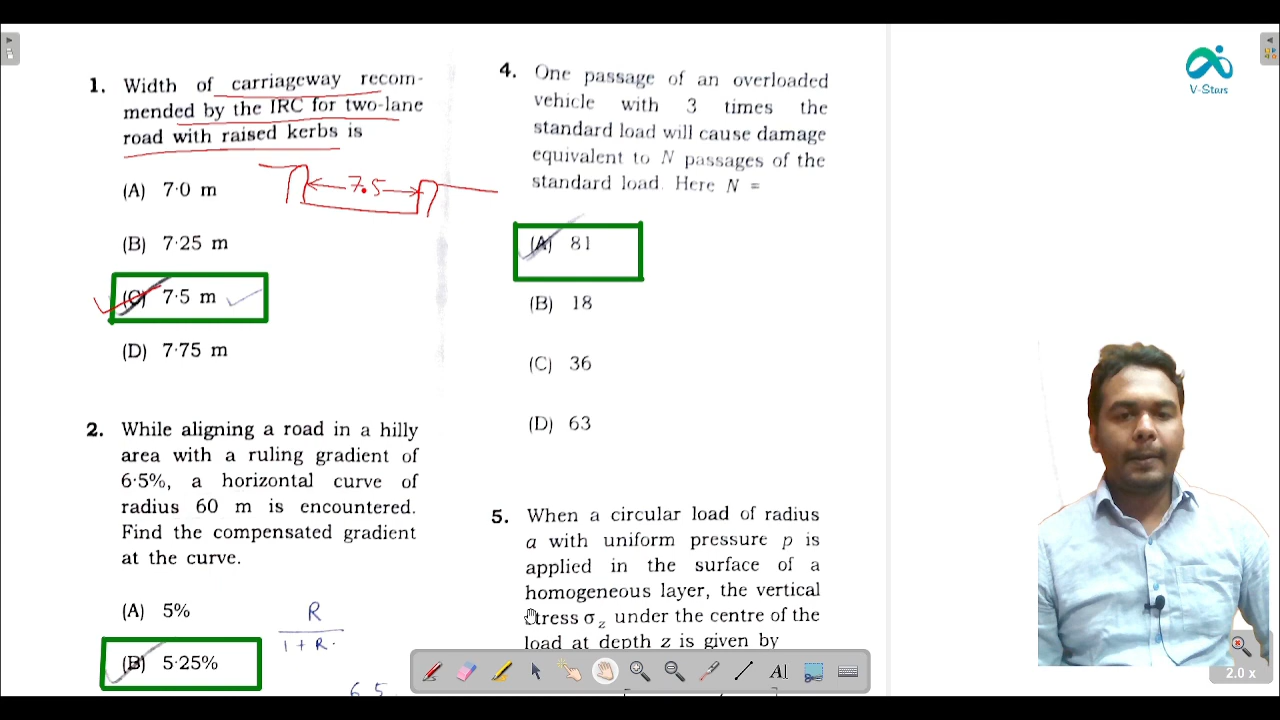 1. Width of carriageway recom-
mended by the IRC for two-lane
road with raised kerbs is
7.5
(A) 7·0 m
(B) 7·25 m
(C) 7·5 m
(D) 7·75 m
2. While aligning a road in a hilly
area with a ruling gradient of
6·5%, a horizontal curve of
radius 60 m is encountered.
Find the compensated gradient
at the curve.
(A) 5%
R
1 + R
(B) 5·25%
6.5
4. One passage of an overloaded
vehicle with 3 times the
standard load will cause damage
equivalent to N passages of the
standard load. Here N =
(A) 81
(B) 18
(C) 36
(D) 63
5. When a circular load of radius
a with uniform pressure p is
applied in the surface of a
homogeneous layer, the vertical
stress σz under the centre of the
load at depth z is given by
V-Stars
AI
2.0 x